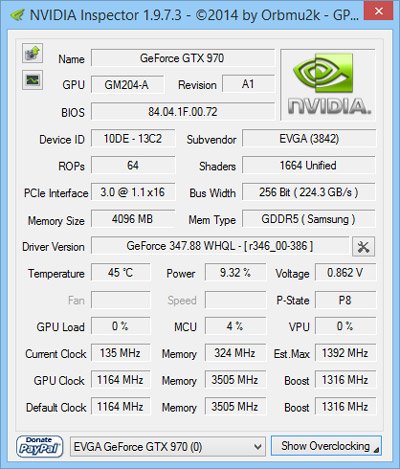 NVIDIA Inspector 1.9.7.3 - ©2014 by Orbmu2k - GP...
Name GeForce GTX 970
GPU GM204-A Revision A1
nVIDIA.
BIOS 84.04.1F.00.72
Device ID 10DE - 13C2 Subvendor EVGA (3842)
ROPs 64 Shaders 1664 Unified
PCIe Interface 3.0 @ 1.1 x16 Bus Width 256 Bit ( 224.3 GB/s )
Memory Size 4096 MB Mem Type GDDR5 ( Samsung )
Driver Version GeForce 347.88 WHQL - [ r346_00-386 ]
Temperature 45 °C Power 9.32 % Voltage 0.862 V
Fan Speed P-State P8
GPU Load 0 % MCU 4 % VPU 0 %
Current Clock 135 MHz Memory 324 MHz Est.Max 1392 MHz
GPU Clock 1164 MHz Memory 3505 MHz Boost 1316 MHz
Default Clock 1164 MHz Memory 3505 MHz Boost 1316 MHz
Donate PayPal EVGA GeForce GTX 970 (0) Show Overclocking